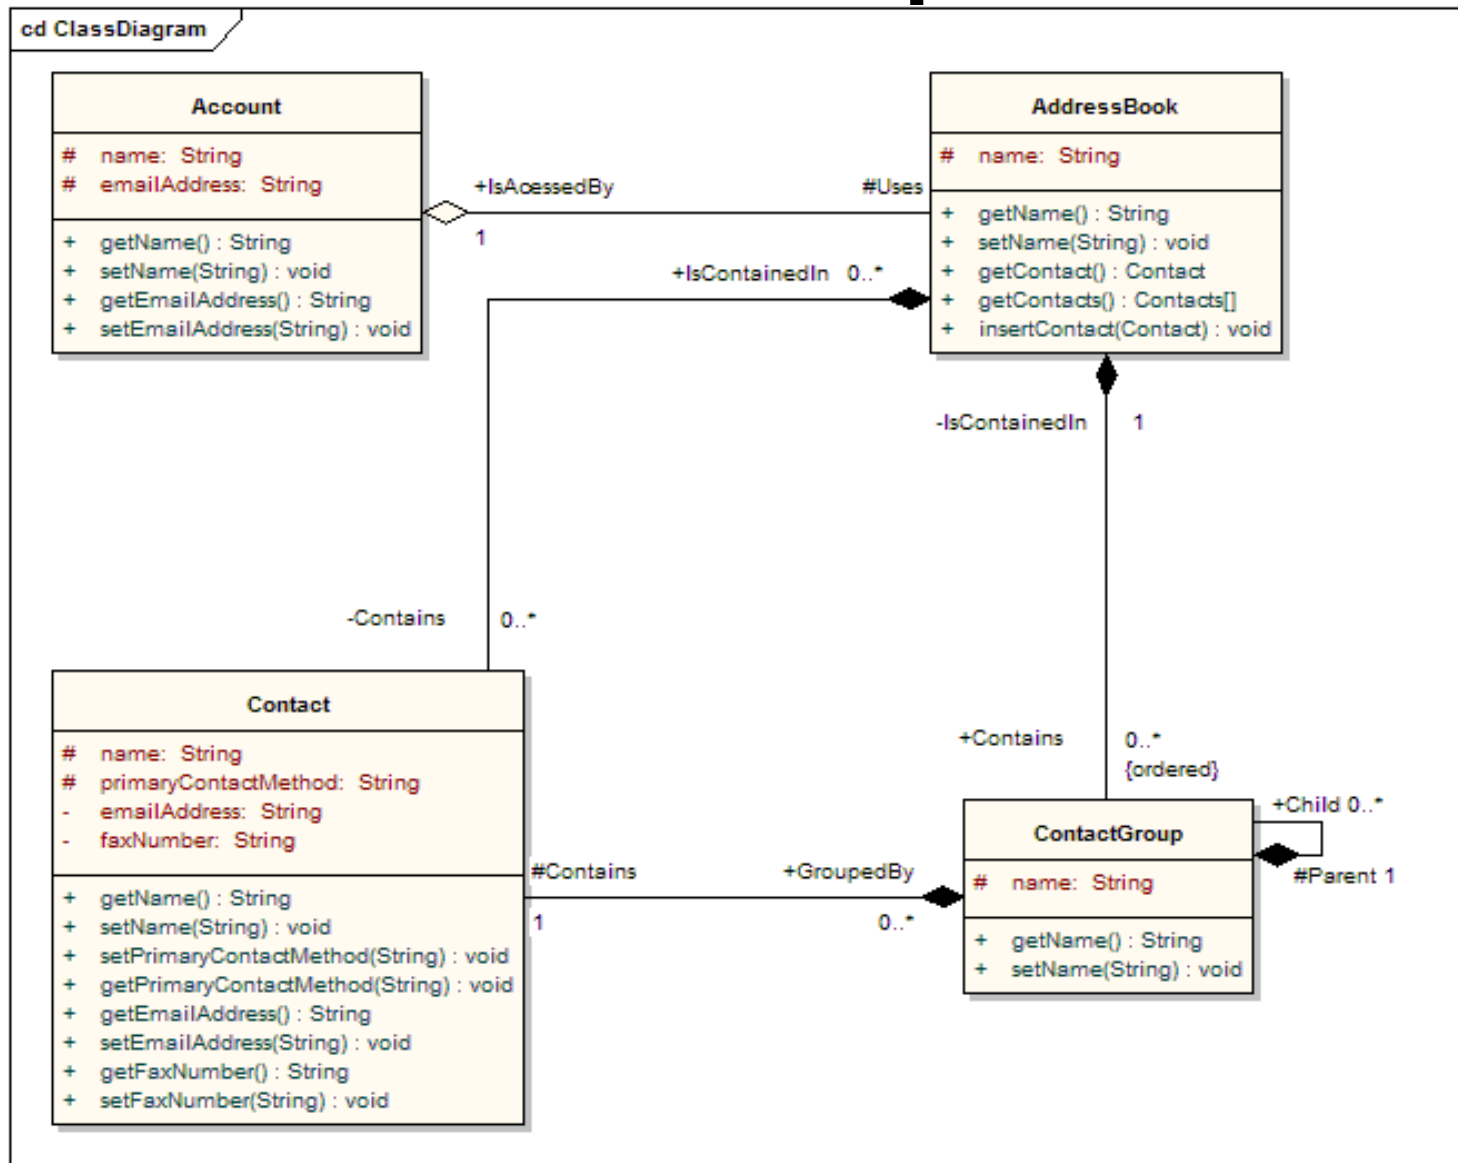 cd ClassDiagram
Account
# name: String
# emailAddress: String
+ getName() : String
+ setName(String) : void
+ getEmailAddress() : String
+ setEmailAddress(String) : void
+IsAcessedBy
1
#Uses
AddressBook
# name: String
+ getName() : String
+ setName(String) : void
+ getContact() : Contact
+ getContacts() : Contacts[]
+ insertContact(Contact) : void
+IsContainedIn 0..*
-IsContainedIn 1
-Contains 0..*
+Contains 0..*
{ordered}
Contact
# name: String
# primaryContactMethod: String
- emailAddress: String
- faxNumber: String
+ getName() : String
+ setName(String) : void
+ setPrimaryContactMethod(String) : void
+ getPrimaryContactMethod(String) : void
+ getEmailAddress() : String
+ setEmailAddress(String) : void
+ getFaxNumber() : String
+ setFaxNumber(String) : void
#Contains
1
+GroupedBy
0..*
ContactGroup
# name: String
+ getName() : String
+ setName(String) : void
+Child 0..*
#Parent 1